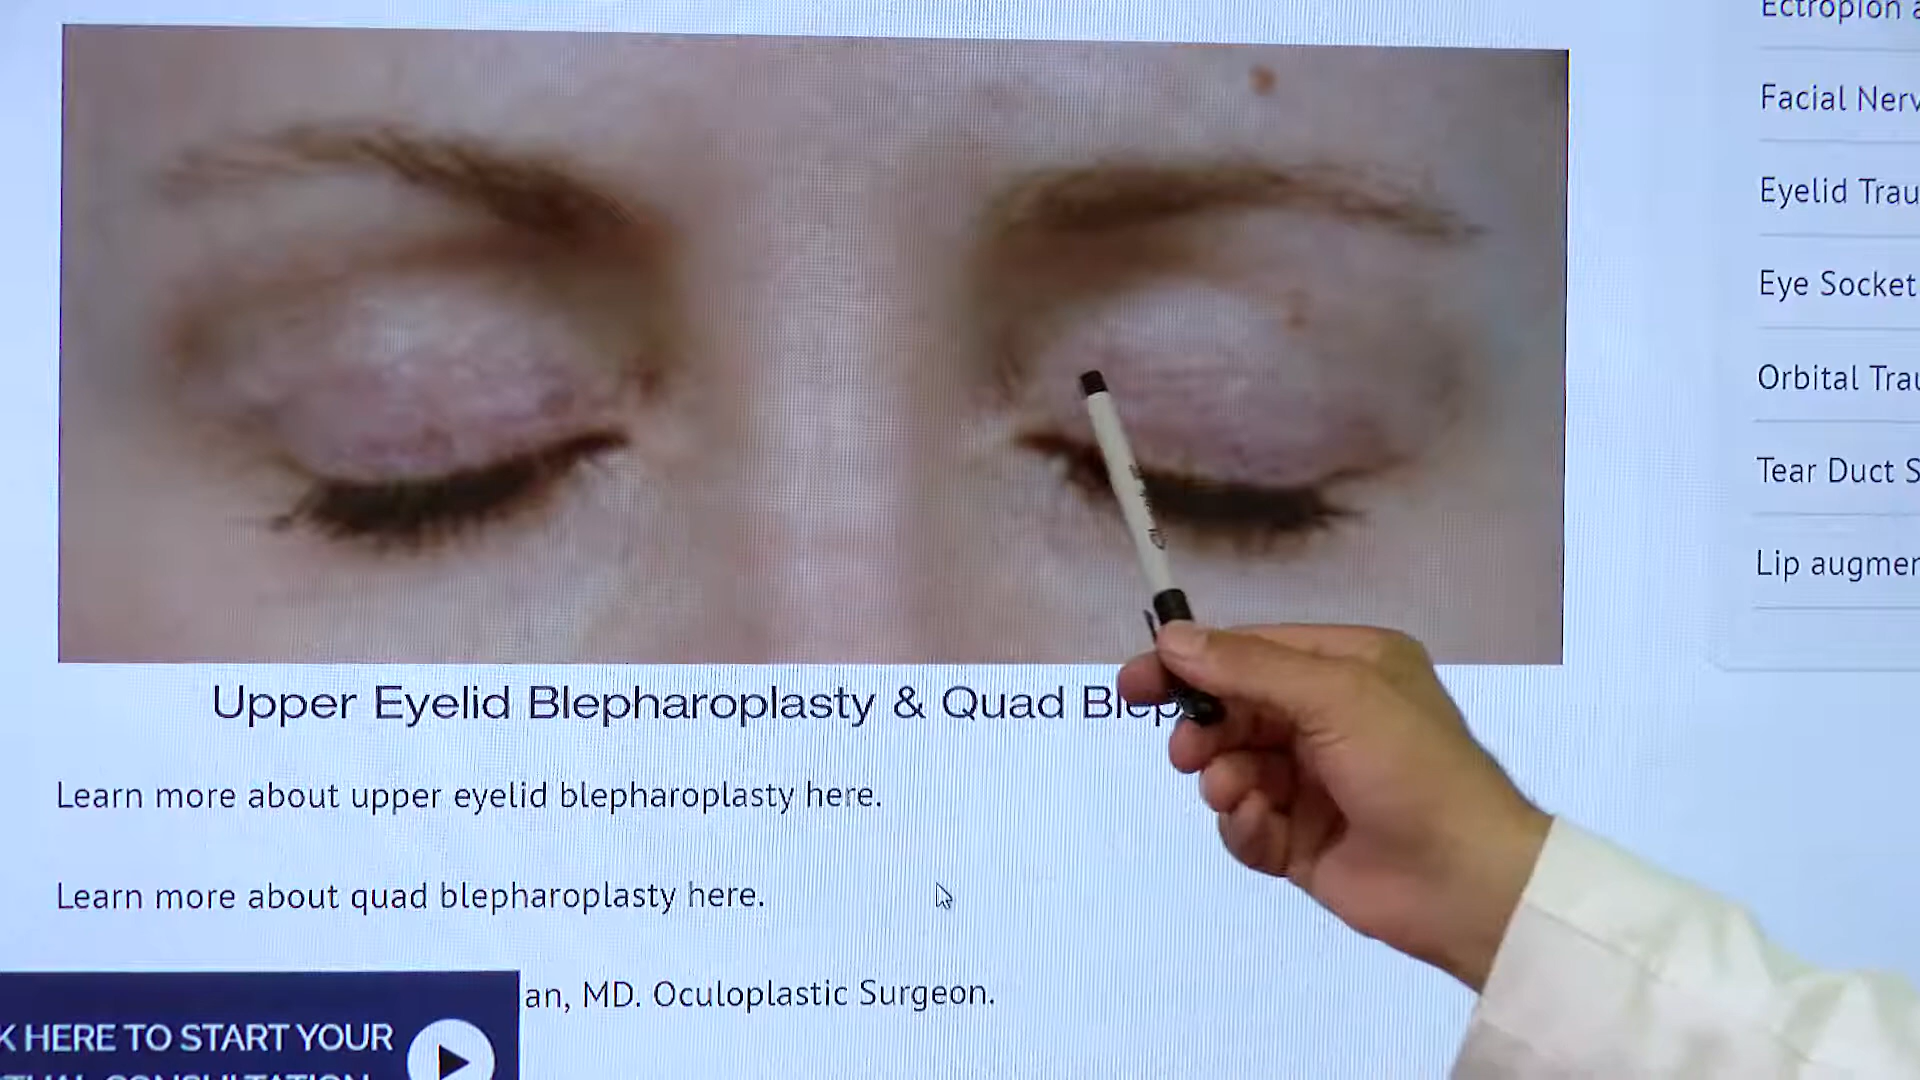 Ectropion a
Facial Nerv
Eyelid Trau
Eye Socket
Orbital Trau
Tear Duct S
Lip augmen
Upper Eyelid Blepharoplasty & Quad Blep
Learn more about upper eyelid blepharoplasty here.
Learn more about quad blepharoplasty here.
an, MD. Oculoplastic Surgeon.
K HERE TO START YOUR
TUAL CONSULTATION